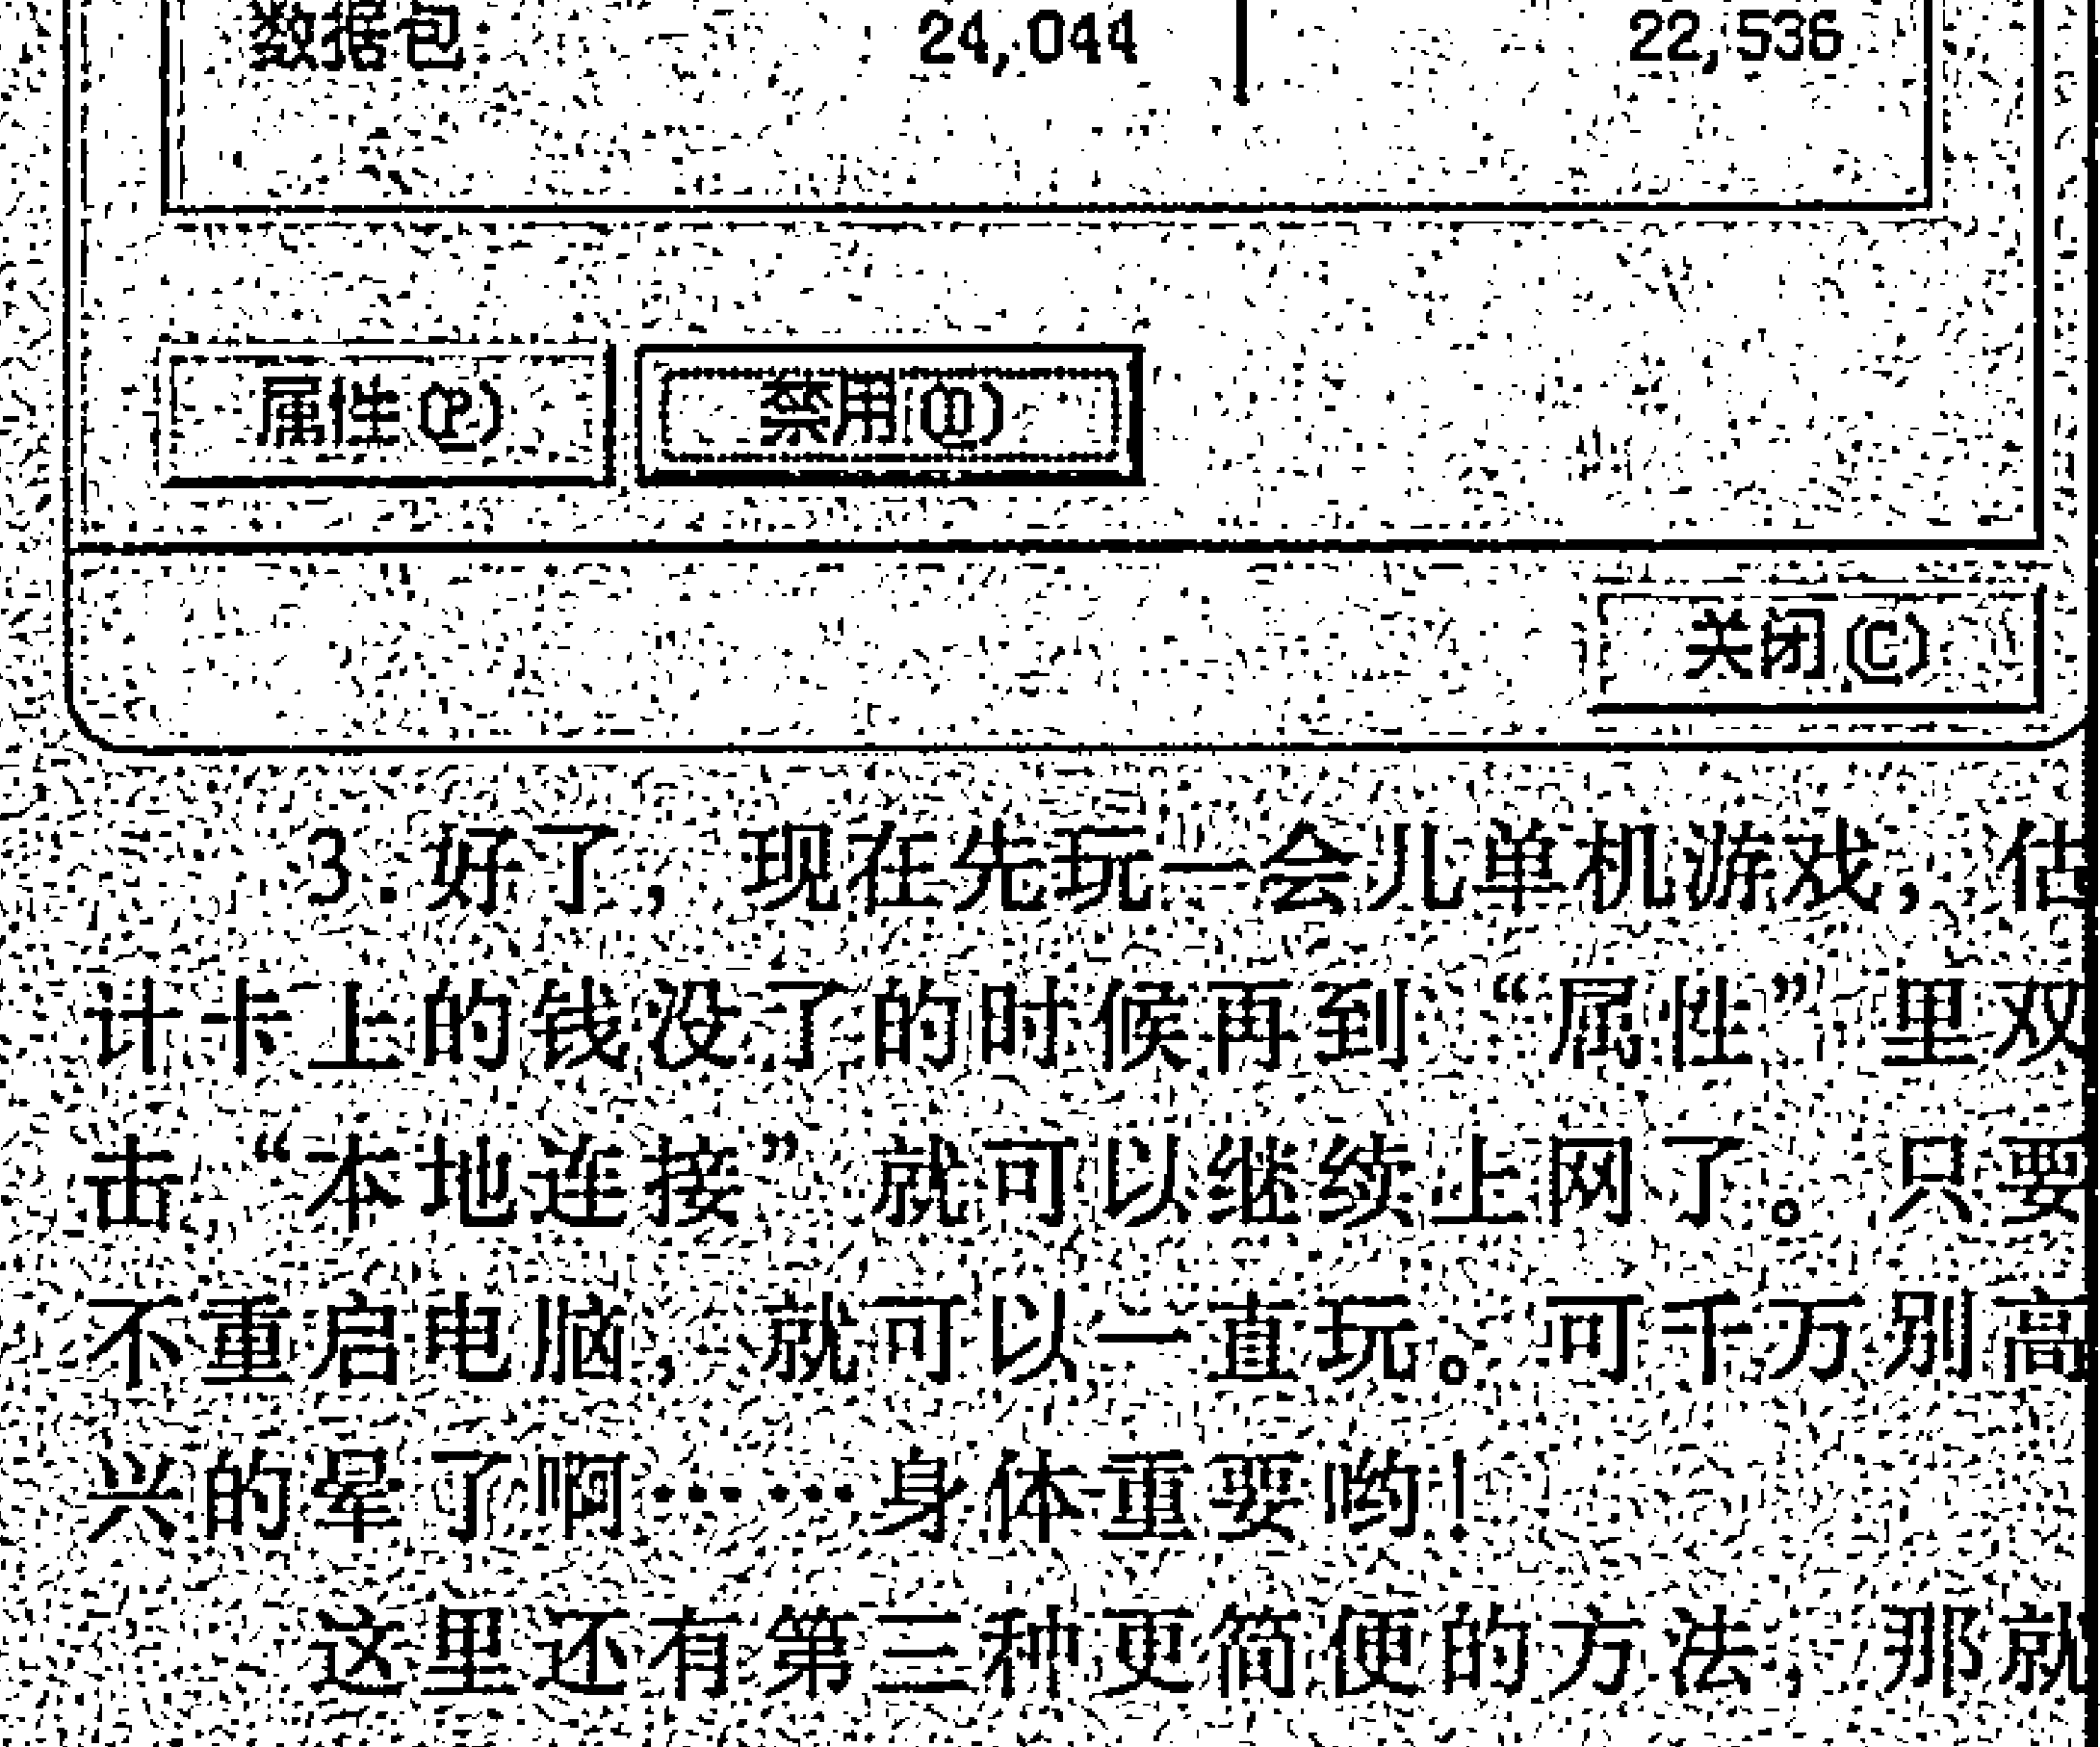 数据包: 24,044 22,536
属性(P) 禁用(D)
关闭(C)
3.好了，现在先玩一会儿单机游戏，估
计卡上的钱没了的时候再到“属性”里双
击“本地连接”就可以继续上网了。只要
不重启电脑，就可以一直玩。可千万别高
兴的晕了啊……身体重要哟！
这里还有第三种更简便的方法，那就